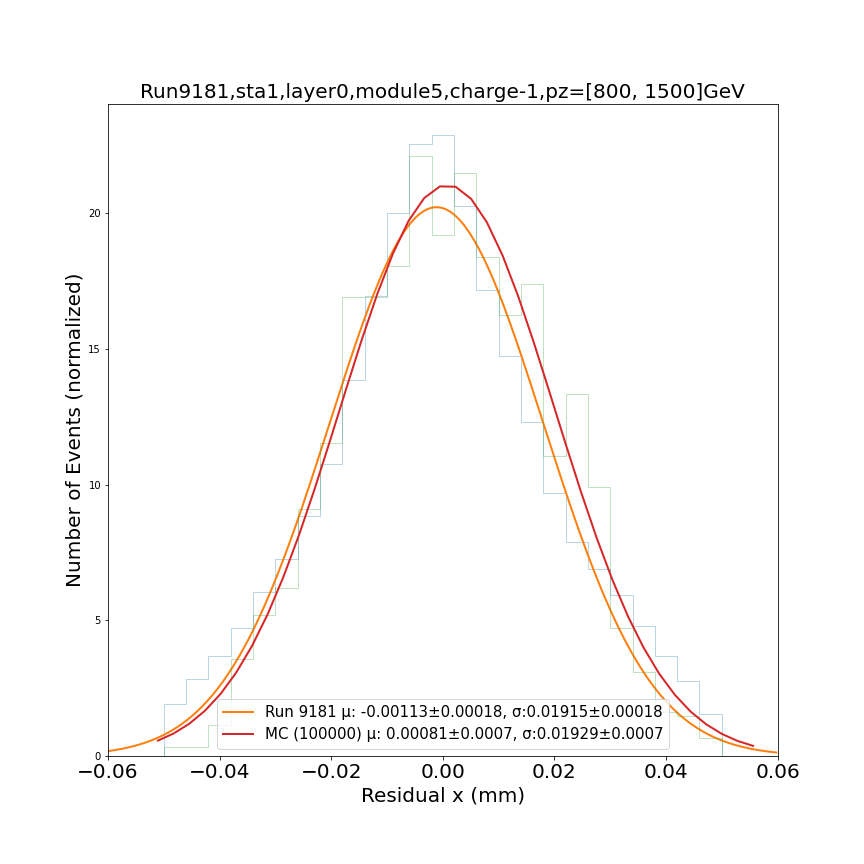 Run9181,sta1,layer0,module5,charge-1,pz=[800, 1500]GeV
Number of Events (normalized)
20
15
10
5
0
Run 9181 μ: -0.00113±0.00018, σ:0.01915±0.00018
MC (100000) μ: 0.00081±0.0007, σ:0.01929±0.0007
−0.06 −0.04 −0.02 0.00 0.02 0.04 0.06
Residual x (mm)